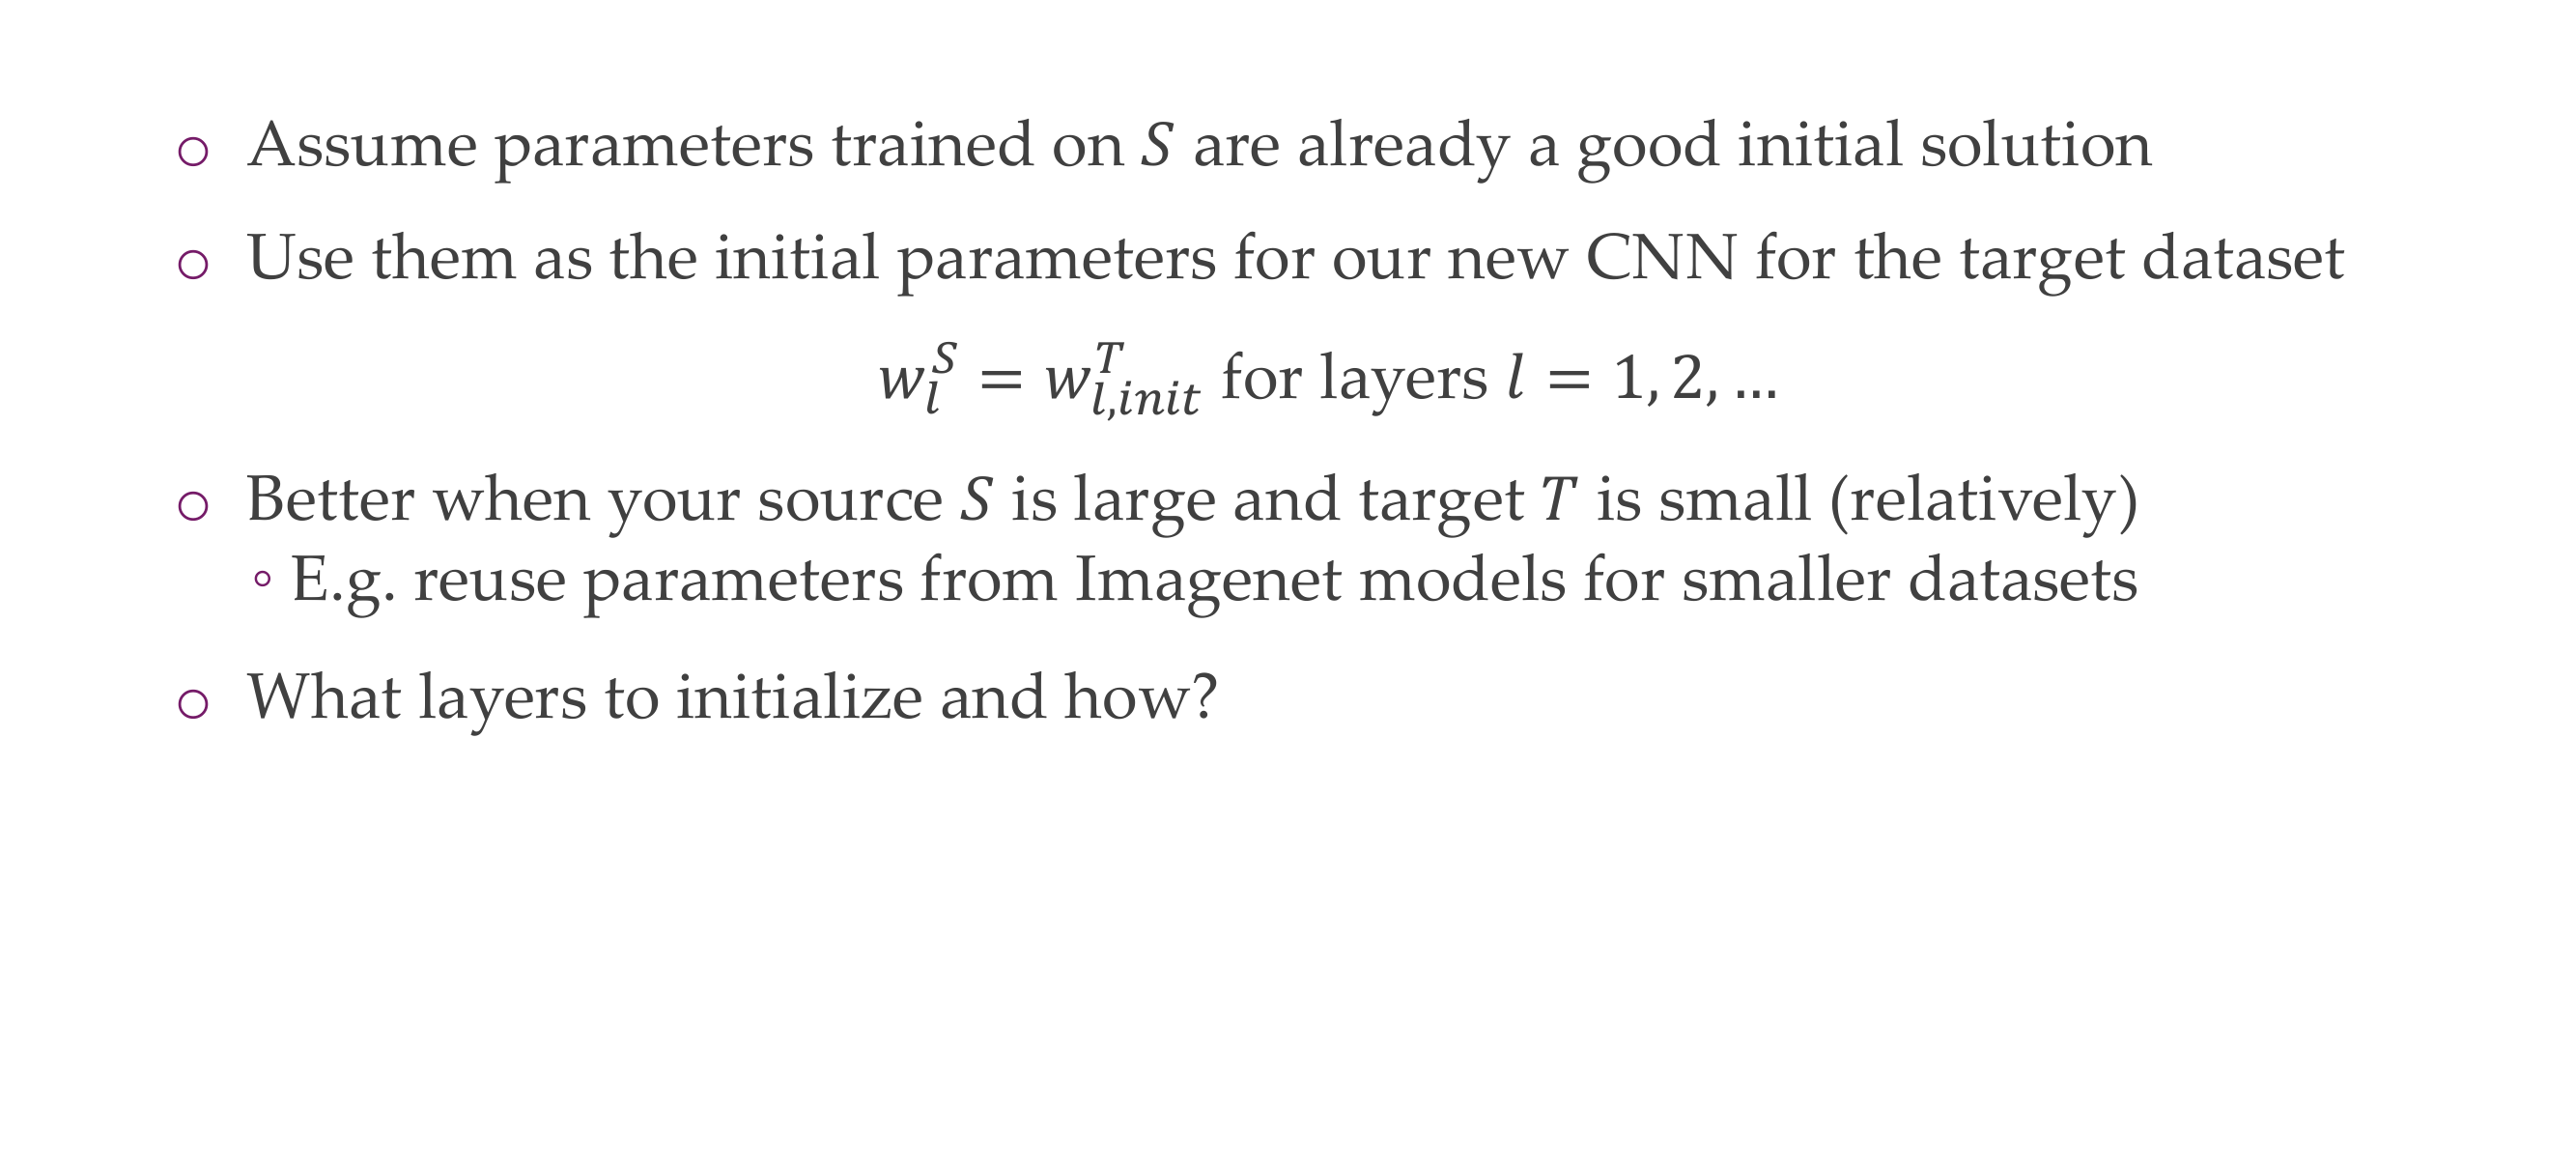 ○ Assume parameters trained on S are already a good initial solution
○ Use them as the initial parameters for our new CNN for the target dataset
$w_l^S = w_{l,init}^T$ for layers $l = 1, 2, …$
○ Better when your source S is large and target T is small (relatively)
◦ E.g. reuse parameters from Imagenet models for smaller datasets
○ What layers to initialize and how?